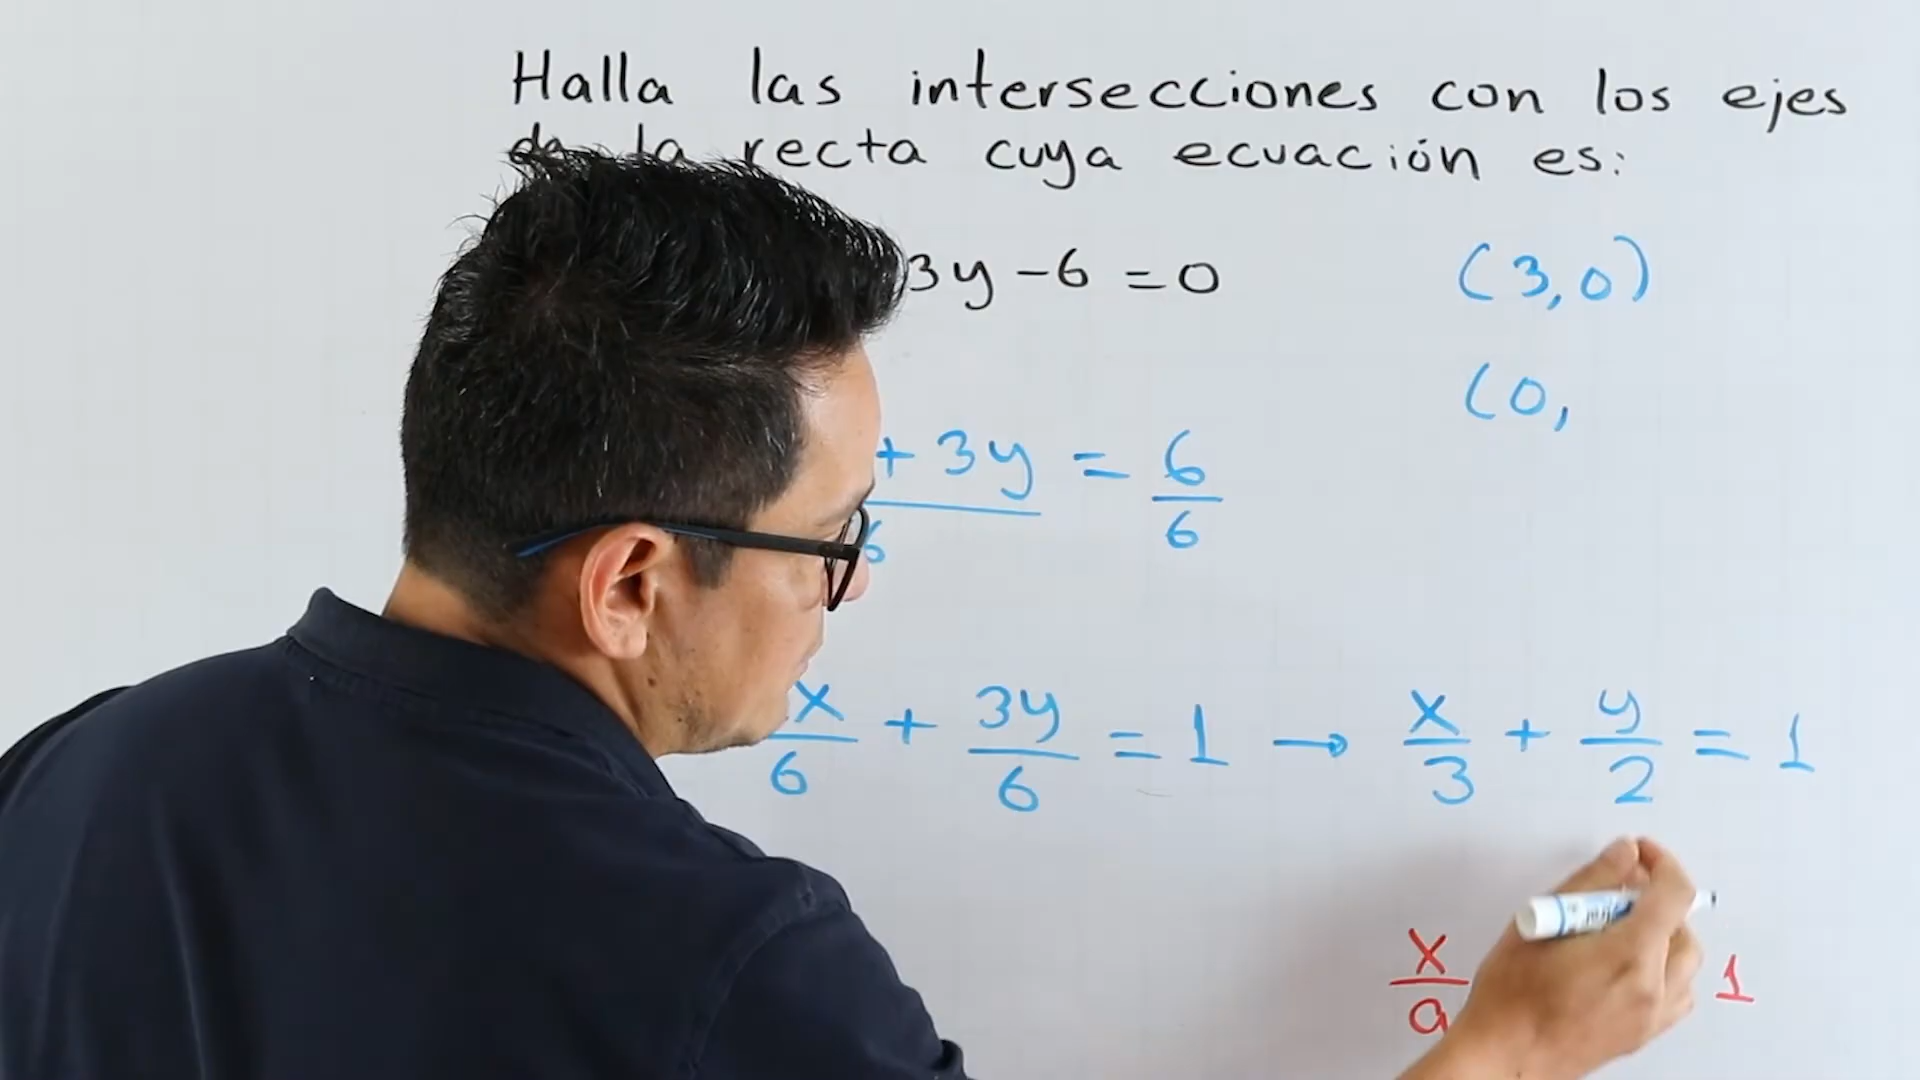 Halla las intersecciones con los ejes
de la recta cuya ecuación es:
3y - 6 = 0 (3,0)
(0,
+ 3y = 6
6 6
x/6 + 3y/6 = 1 → x/3 + y/2 = 1
x/a 1